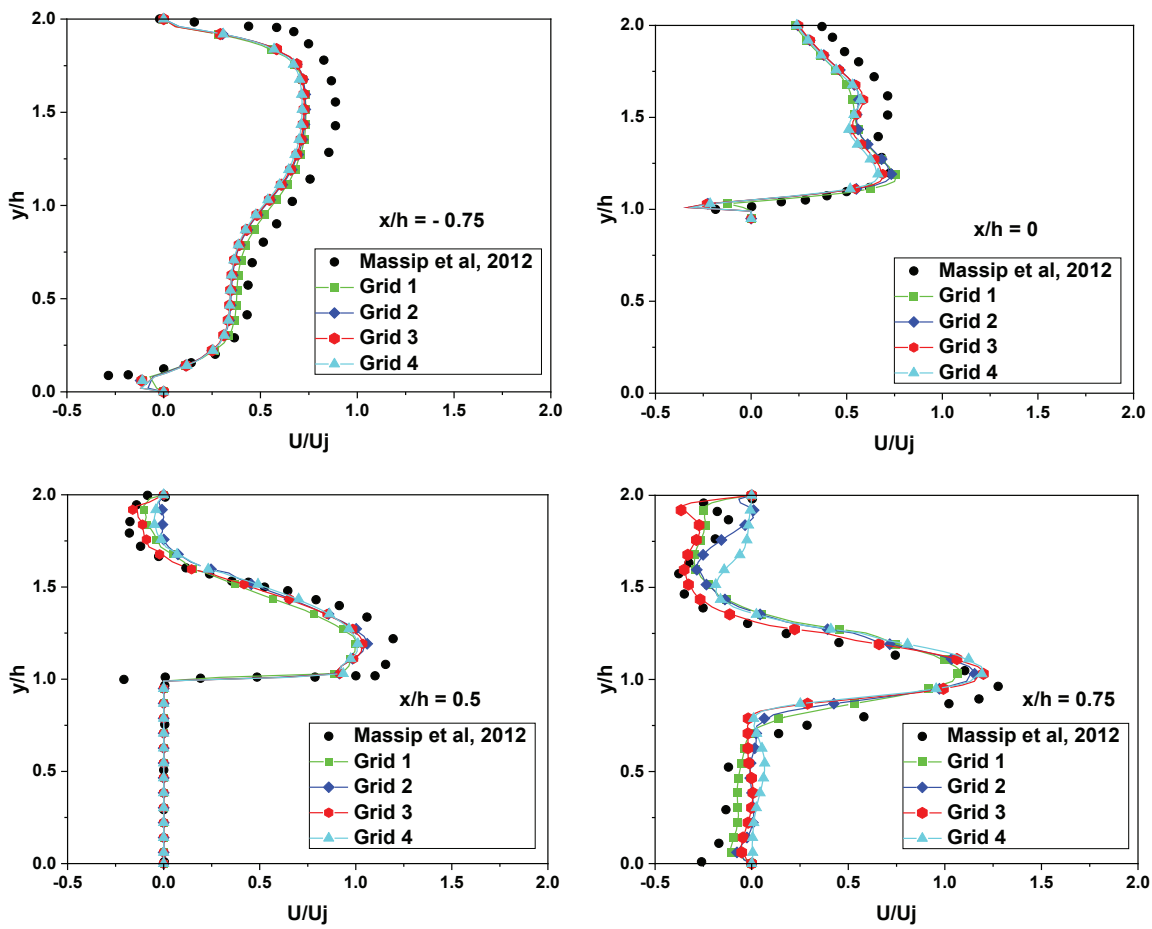 2.0
1.5
1.0
0.5
0.0
y/h
-0.5
0.0
0.5
1.0
1.5
2.0
U/Uj
x/h = - 0.75
Massip et al, 2012
Grid 1
Grid 2
Grid 3
Grid 4
2.0
1.5
1.0
0.5
0.0
y/h
-0.5
0.0
0.5
1.0
1.5
2.0
U/Uj
x/h = 0
Massip et al, 2012
Grid 1
Grid 2
Grid 3
Grid 4
2.0
1.5
1.0
0.5
0.0
y/h
-0.5
0.0
0.5
1.0
1.5
2.0
U/Uj
x/h = 0.5
Massip et al, 2012
Grid 1
Grid 2
Grid 3
Grid 4
2.0
1.5
1.0
0.5
0.0
y/h
-0.5
0.0
0.5
1.0
1.5
2.0
U/Uj
x/h = 0.75
Massip et al, 2012
Grid 1
Grid 2
Grid 3
Grid 4